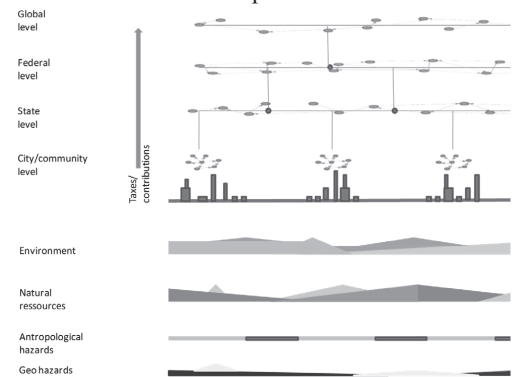 Global
level
Federal
level
State
level
City/community
level
Taxes/
contributions
Environment
Natural
ressources
Antropological
hazards
Geo hazards